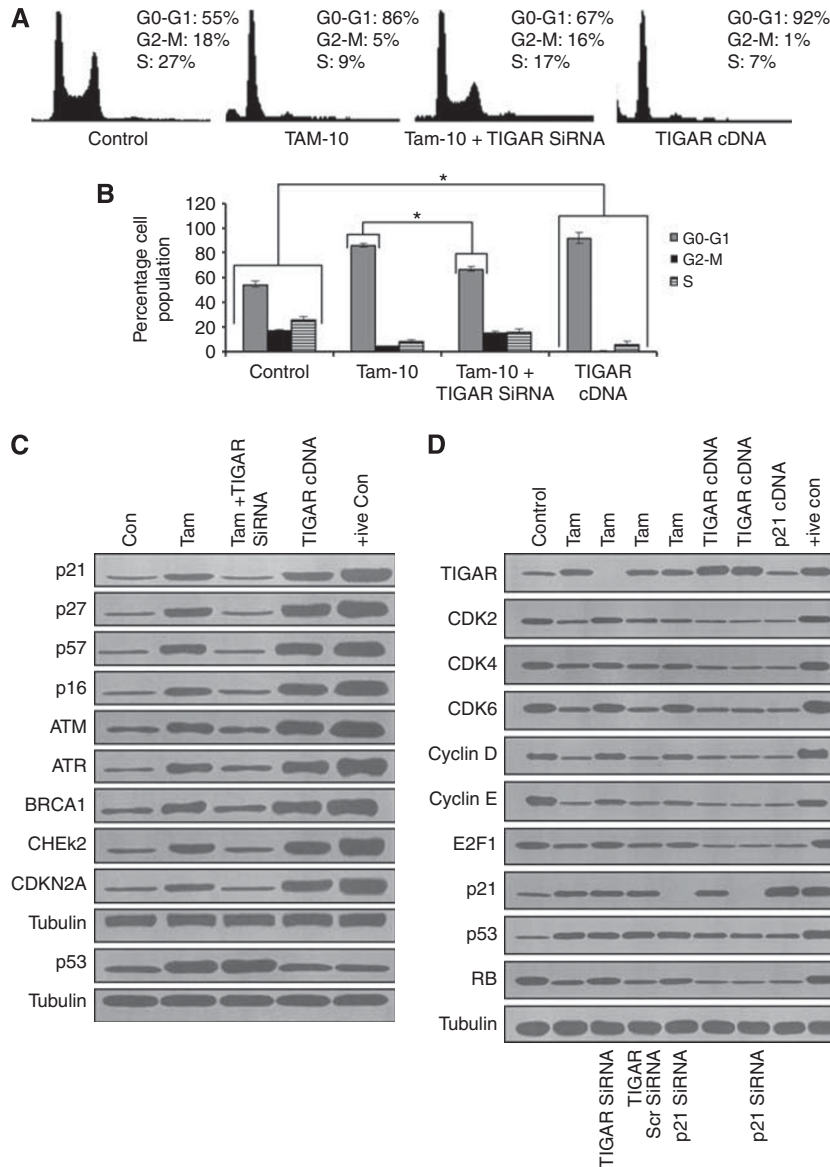 A
G0-G1: 55%
G2-M: 18%
S: 27%
Control
G0-G1: 86%
G2-M: 5%
S: 9%
TAM-10
G0-G1: 67%
G2-M: 16%
S: 17%
Tam-10 + TIGAR SiRNA
G0-G1: 92%
G2-M: 1%
S: 7%
TIGAR cDNA
B
Percentage cell
population
120
100
80
60
40
20
0
*
*
G0-G1
G2-M
S
Control
Tam-10
Tam-10 +
TIGAR SiRNA
TIGAR
cDNA
C
Con
Tam
Tam +TIGAR
SiRNA
TIGAR cDNA
+ive Con
p21
p27
p57
p16
ATM
ATR
BRCA1
CHEk2
CDKN2A
Tubulin
p53
Tubulin
D
Control
Tam
Tam
Tam
Tam
TIGAR cDNA
TIGAR cDNA
p21 cDNA
+ive con
TIGAR
CDK2
CDK4
CDK6
Cyclin D
Cyclin E
E2F1
p21
p53
RB
Tubulin
TIGAR SiRNA
TIGAR
Scr SiRNA
p21 SiRNA
p21 SiRNA